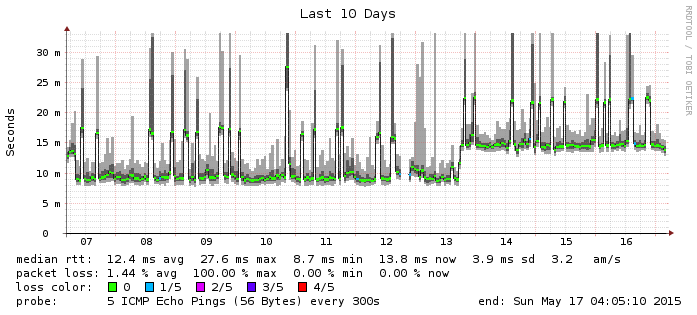 Last 10 Days
RRDTOOL / TOBI OETIKER
Seconds
30 m
25 m
20 m
15 m
10 m
5 m
0
07 08 09 10 11 12 13 14 15 16
median rtt: 12.4 ms avg 27.6 ms max 8.7 ms min 13.8 ms now 3.9 ms sd 3.2 am/s
packet loss: 1.44 % avg 100.00 % max 0.00 % min 0.00 % now
loss color: 0 1/5 2/5 3/5 4/5
probe: 5 ICMP Echo Pings (56 Bytes) every 300s end: Sun May 17 04:05:10 2015